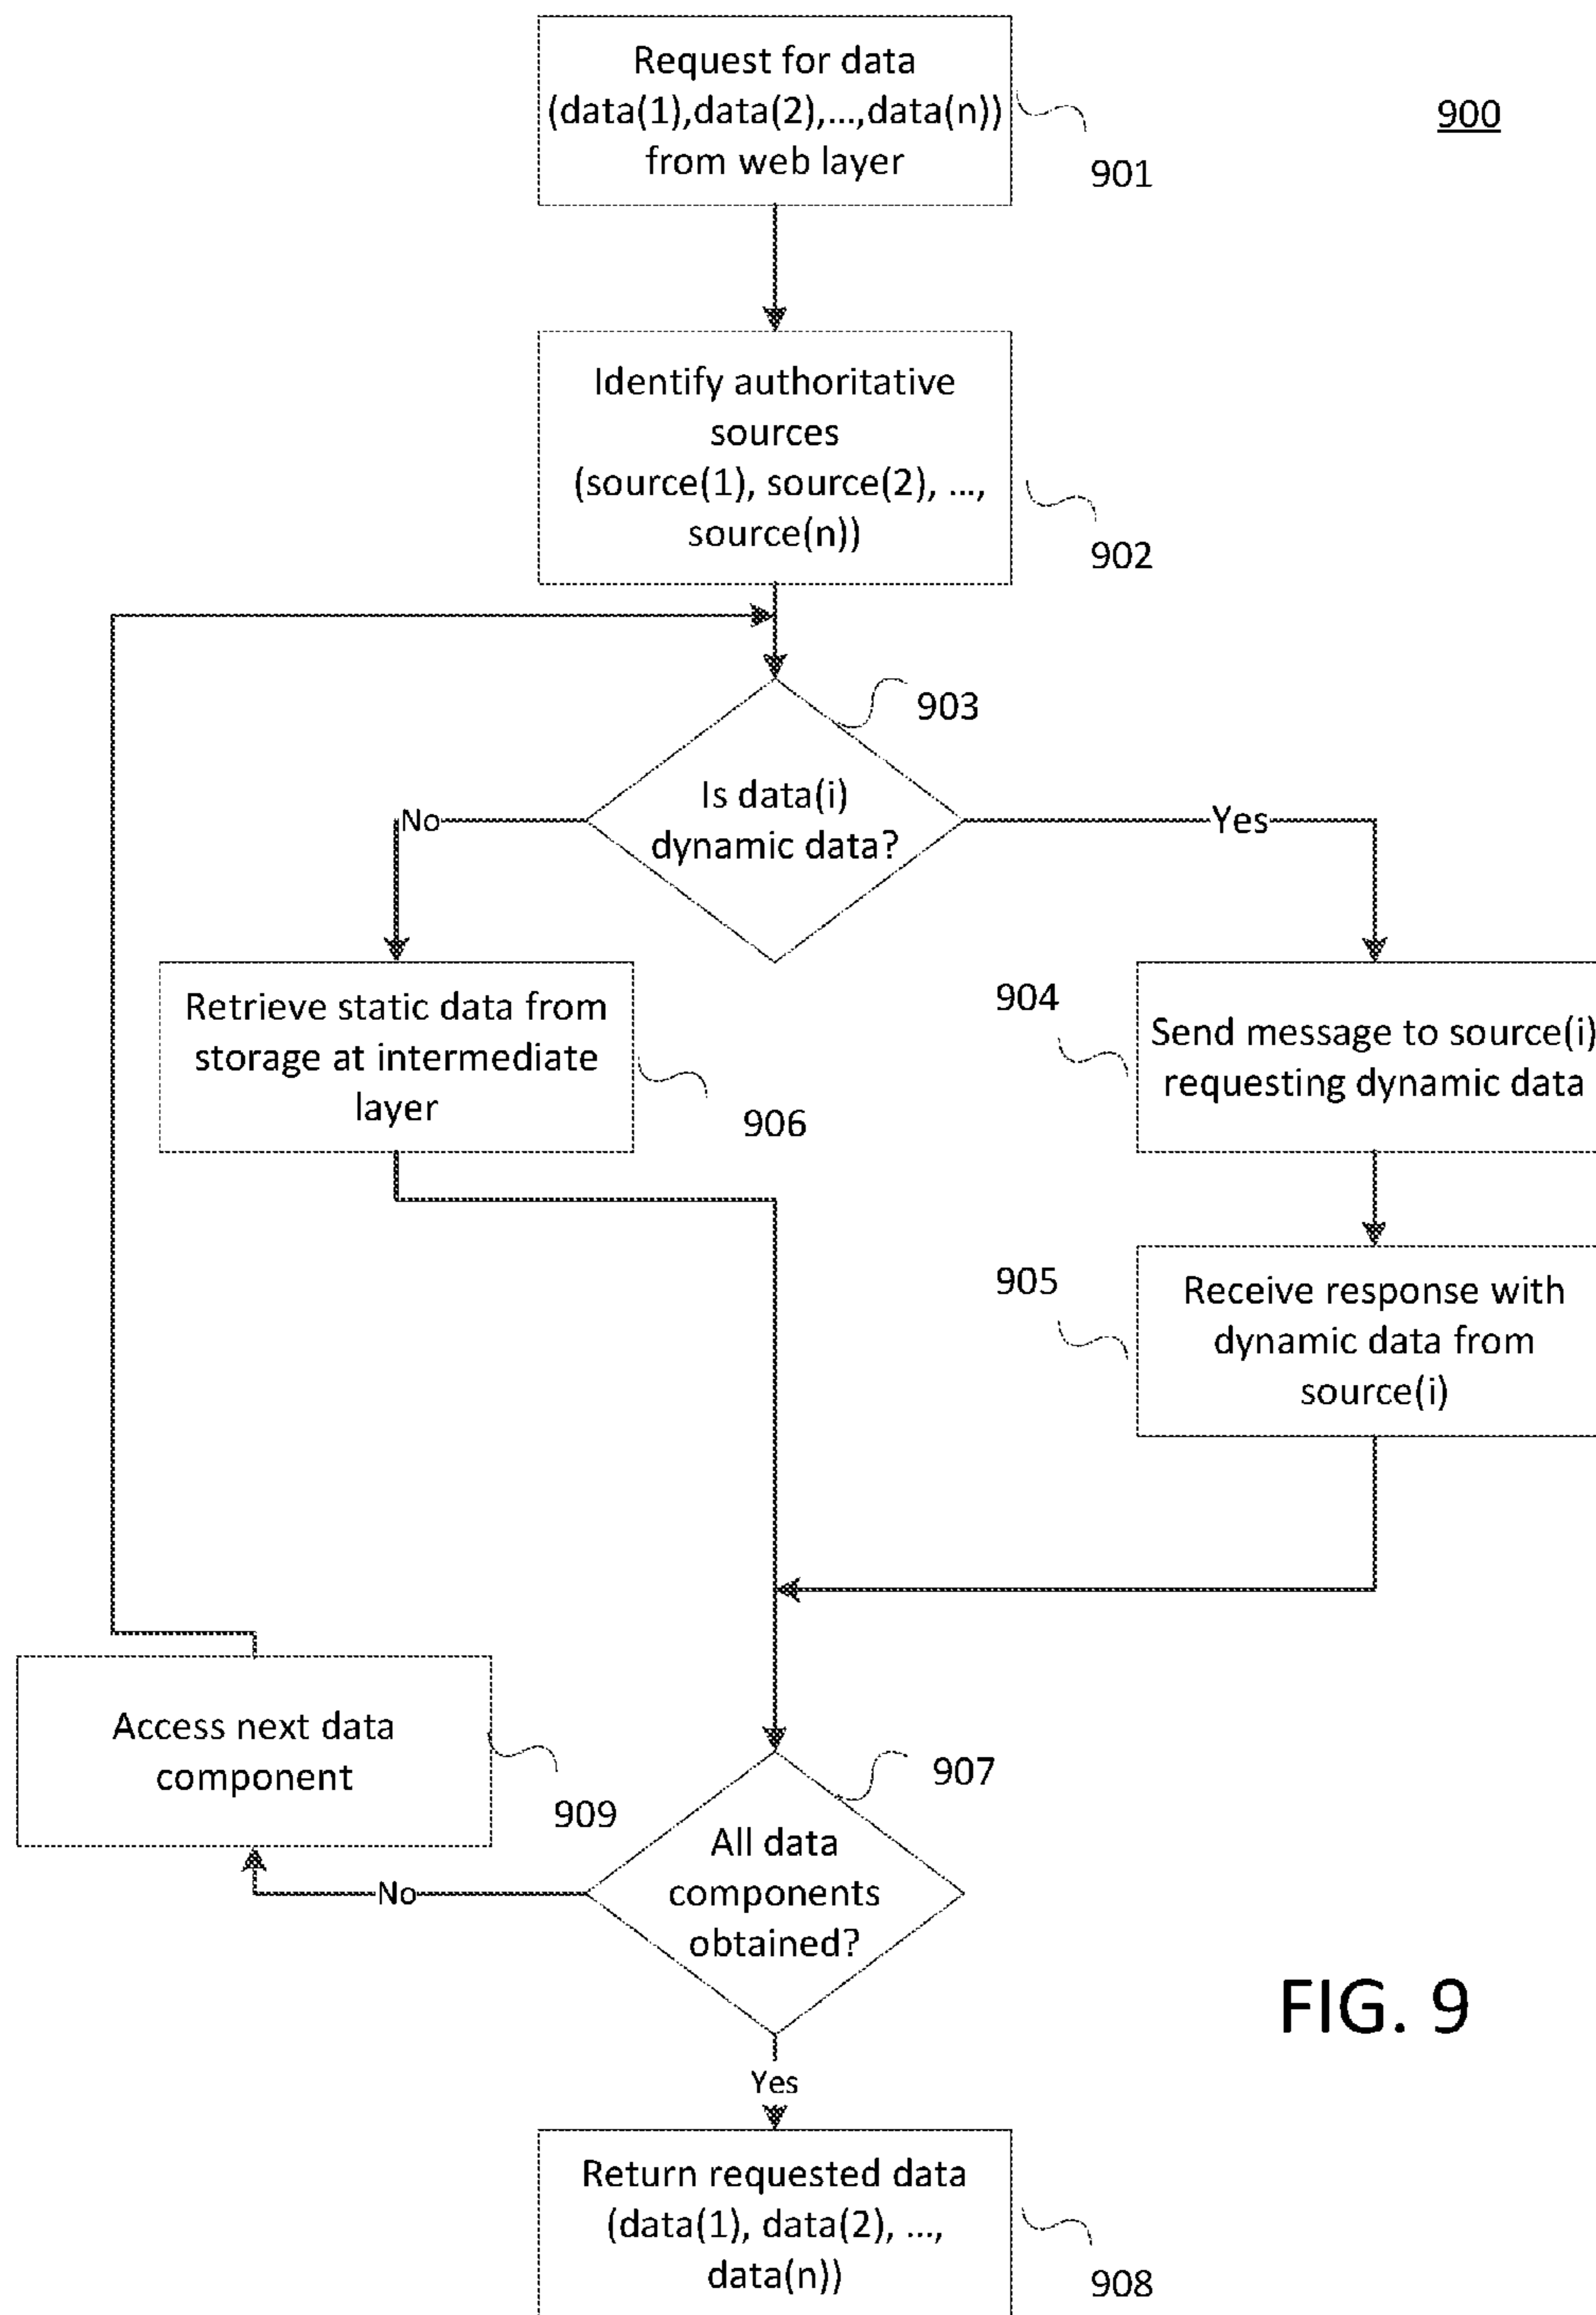 Request for data
(data(1),data(2),...,data(n))
from web layer
900
901
Identify authoritative
sources
(source(1), source(2), ...,
source(n))
902
903
Is data(i)
dynamic data?
No
Yes
Retrieve static data from
storage at intermediate
layer
906
904
Send message to source(i)
requesting dynamic data
905
Receive response with
dynamic data from
source(i)
Access next data
component
909
907
All data
components
obtained?
No
FIG. 9
Yes
Return requested data
(data(1), data(2), ...,
data(n))
908